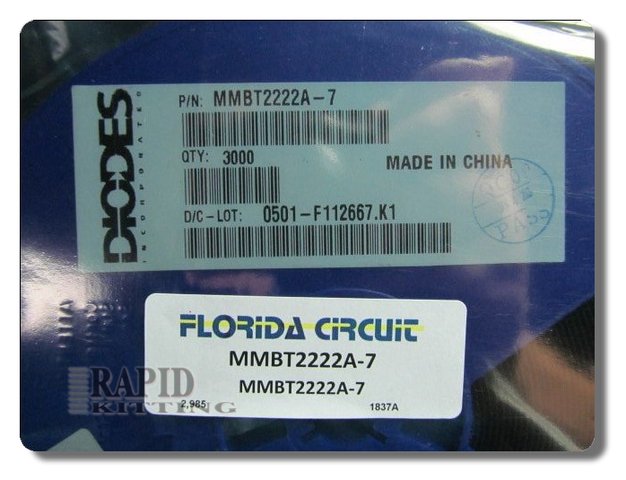 DIODES
INCORPORATED
P/N: MMBT2222A-7
QTY: 3000
MADE IN CHINA
D/C-LOT: 0501-F112667.K1
FLORIDA CIRCUIT
MMBT2222A-7
MMBT2222A-7
RAPID
KITTING
2,985
1837A